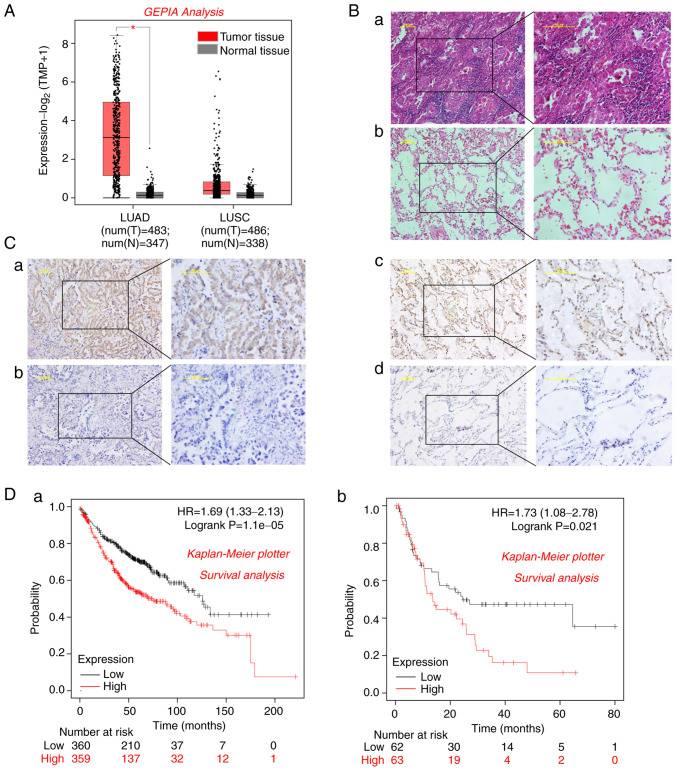 A
GEPIA Analysis
Tumor tissue
Normal tissue
*
Expression–log2 (TMP+1)
8
6
4
2
0
LUAD
(num(T)=483;
num(N)=347)
LUSC
(num(T)=486;
num(N)=338)
B
a
b
C
a
b
c
d
D
a
HR=1.69 (1.33–2.13)
Logrank P=1.1e–05
Kaplan-Meier plotter
Survival analysis
Probability
1.0
0.8
0.6
0.4
0.2
0.0
Expression
Low
High
0 50 100 150 200
Time (months)
Number at risk
Low 360 210 37 7 0
High 359 137 32 12 1
b
HR=1.73 (1.08–2.78)
Logrank P=0.021
Kaplan-Meier plotter
Survival analysis
Probability
1.0
0.8
0.6
0.4
0.2
0.0
Expression
Low
High
0 20 40 60 80
Time (months)
Number at risk
Low 62 30 14 5 1
High 63 19 4 2 0